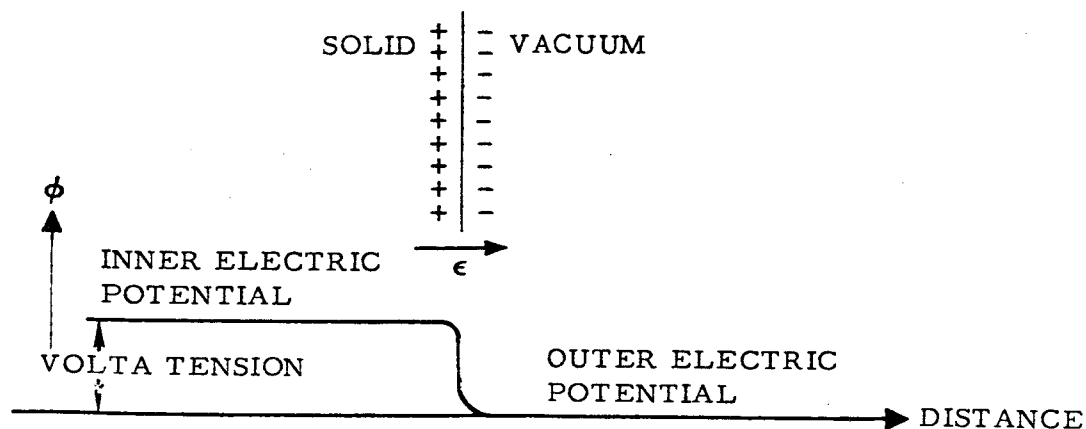 SOLID
+ + + + + + + + +
- - - - - - - - -
VACUUM
ϵ
ϕ
INNER ELECTRIC
POTENTIAL
VOLTA TENSION
OUTER ELECTRIC
POTENTIAL
DISTANCE